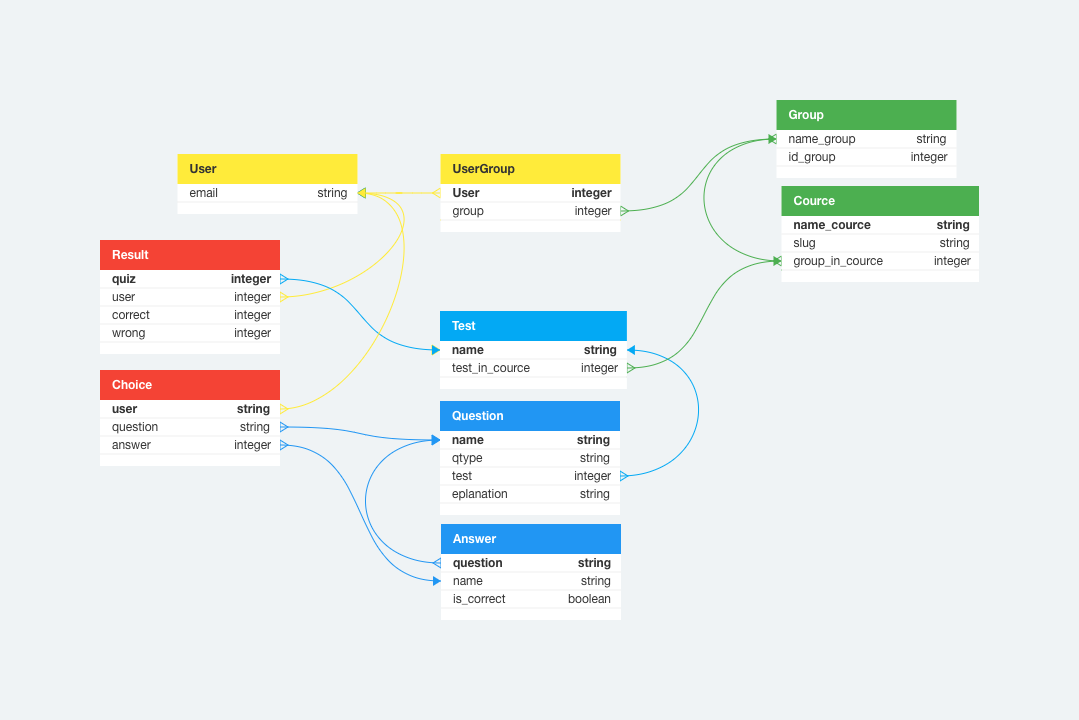 User
email string
UserGroup
User integer
group integer
Group
name_group string
id_group integer
Cource
name_cource string
slug string
group_in_cource integer
Result
quiz integer
user integer
correct integer
wrong integer
Test
name string
test_in_cource integer
Choice
user string
question string
answer integer
Question
name string
qtype string
test integer
eplanation string
Answer
question string
name string
is_correct boolean